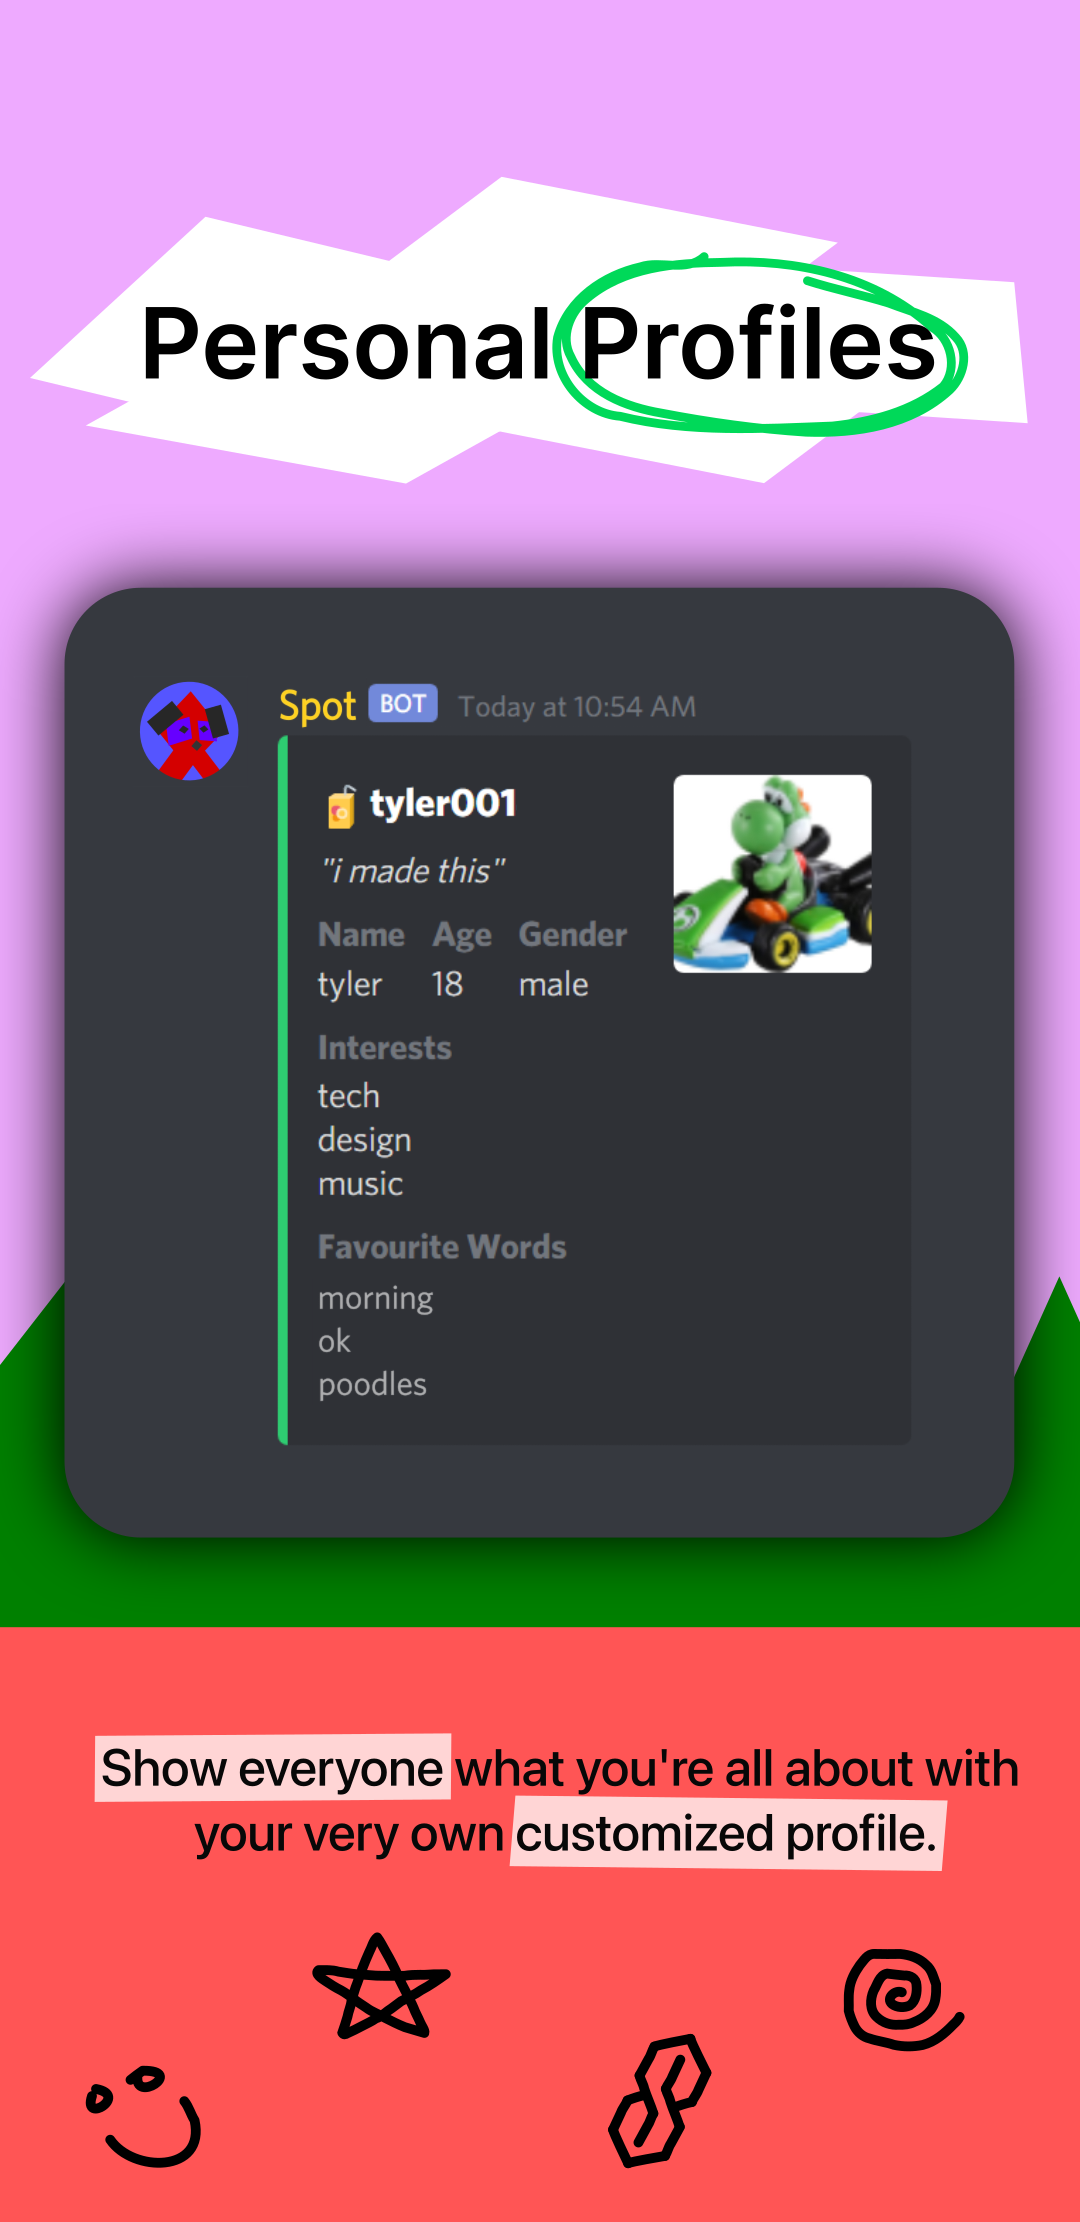 Personal Profiles
Spot BOT Today at 10:54 AM
tyler001
"i made this"
Name Age Gender
tyler 18 male
Interests
tech
design
music
Favourite Words
morning
ok
poodles
Show everyone what you're all about with
your very own customized profile.